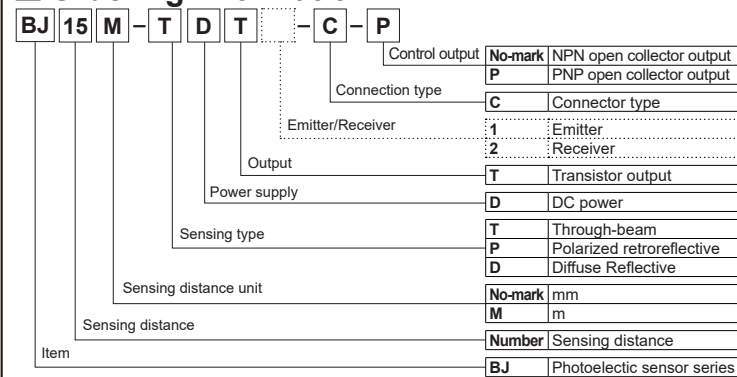 BJ 15 M - T D T - C - P
Control output No-mark NPN open collector output
P PNP open collector output
Connection type
C Connector type
Emitter/Receiver
1 Emitter
2 Receiver
Output
T Transistor output
Power supply
D DC power
Sensing type
T Through-beam
P Polarized retroreflective
D Diffuse Reflective
Sensing distance unit
No-mark mm
M m
Sensing distance
Number Sensing distance
Item
BJ Photoelectic sensor series